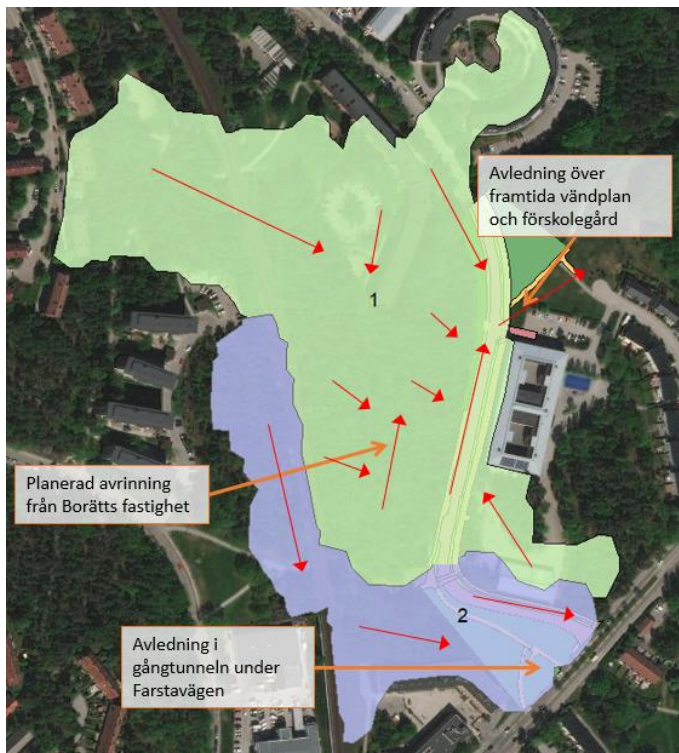 Avledning över
framtida vändplan
och förskolegård
1
Planerad avrinning
från Borätts fastighet
2
Avledning i
gångtunneln under
Farstavägen